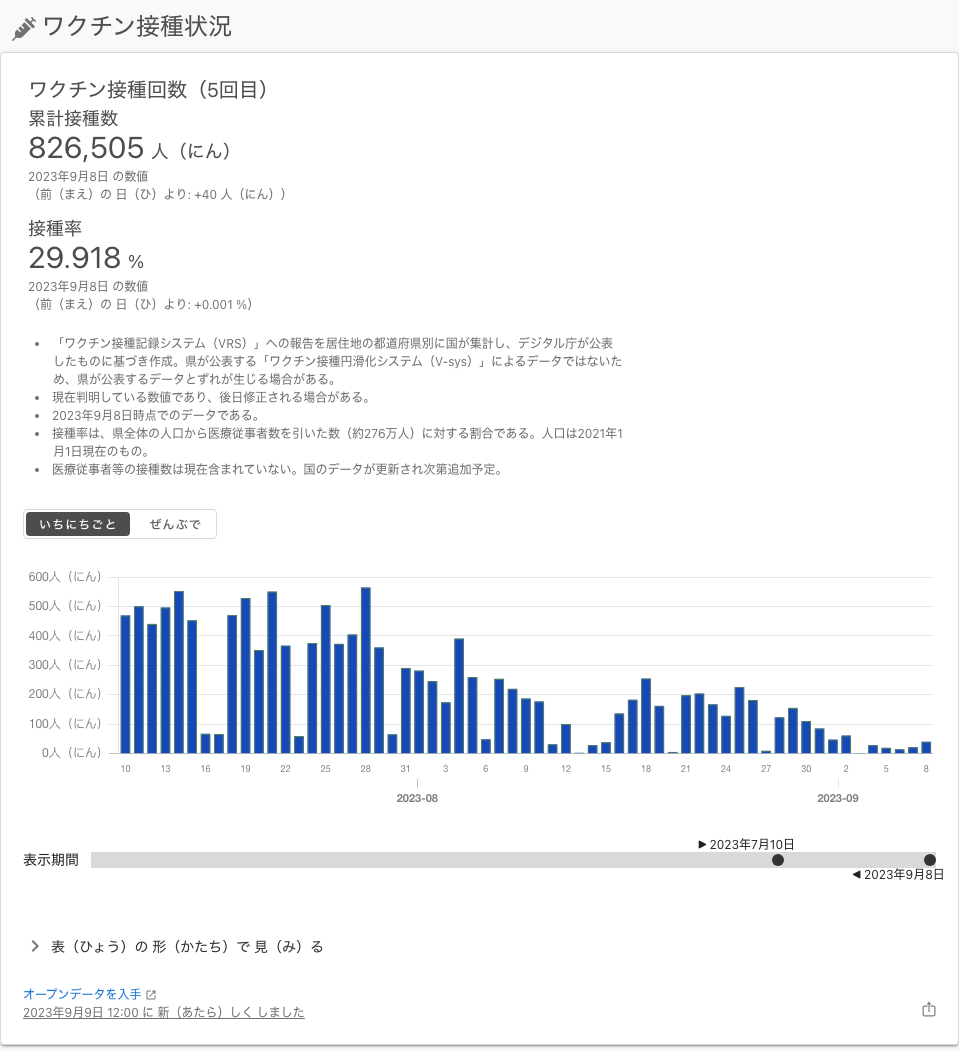 ワクチン接種状況
ワクチン接種回数（5回目）
累計接種数
826,505 人（にん）
2023年9月8日 の数値
（前（まえ）の 日（ひ）より: +40 人（にん））
接種率
29.918 %
2023年9月8日 の数値
（前（まえ）の 日（ひ）より: +0.001 %）
• 「ワクチン接種記録システム（VRS）」への報告を居住地の都道府県別に国が集計し、デジタル庁が公表
したものに基づき作成。県が公表する「ワクチン接種円滑化システム（V-sys）」によるデータではないた
め、県が公表するデータとずれが生じる場合がある。
• 現在判明している数値であり、後日修正される場合がある。
• 2023年9月8日時点でのデータである。
• 接種率は、県全体の人口から医療従事者数を引いた数（約276万人）に対する割合である。人口は2021年1
月1日現在のもの。
• 医療従事者等の接種数は現在含まれていない。国のデータが更新され次第追加予定。
いちにちごと ぜんぶで
600人（にん）
500人（にん）
400人（にん）
300人（にん）
200人（にん）
100人（にん）
0人（にん）
10 13 16 19 22 25 28 31 3 6 9 12 15 18 21 24 27 30 2 5 8
2023-08 2023-09
▶ 2023年7月10日
表示期間
◀ 2023年9月8日
表（ひょう）の 形（かたち）で 見（み）る
オープンデータを入手
2023年9月9日 12:00 に 新（あたら）しく しました